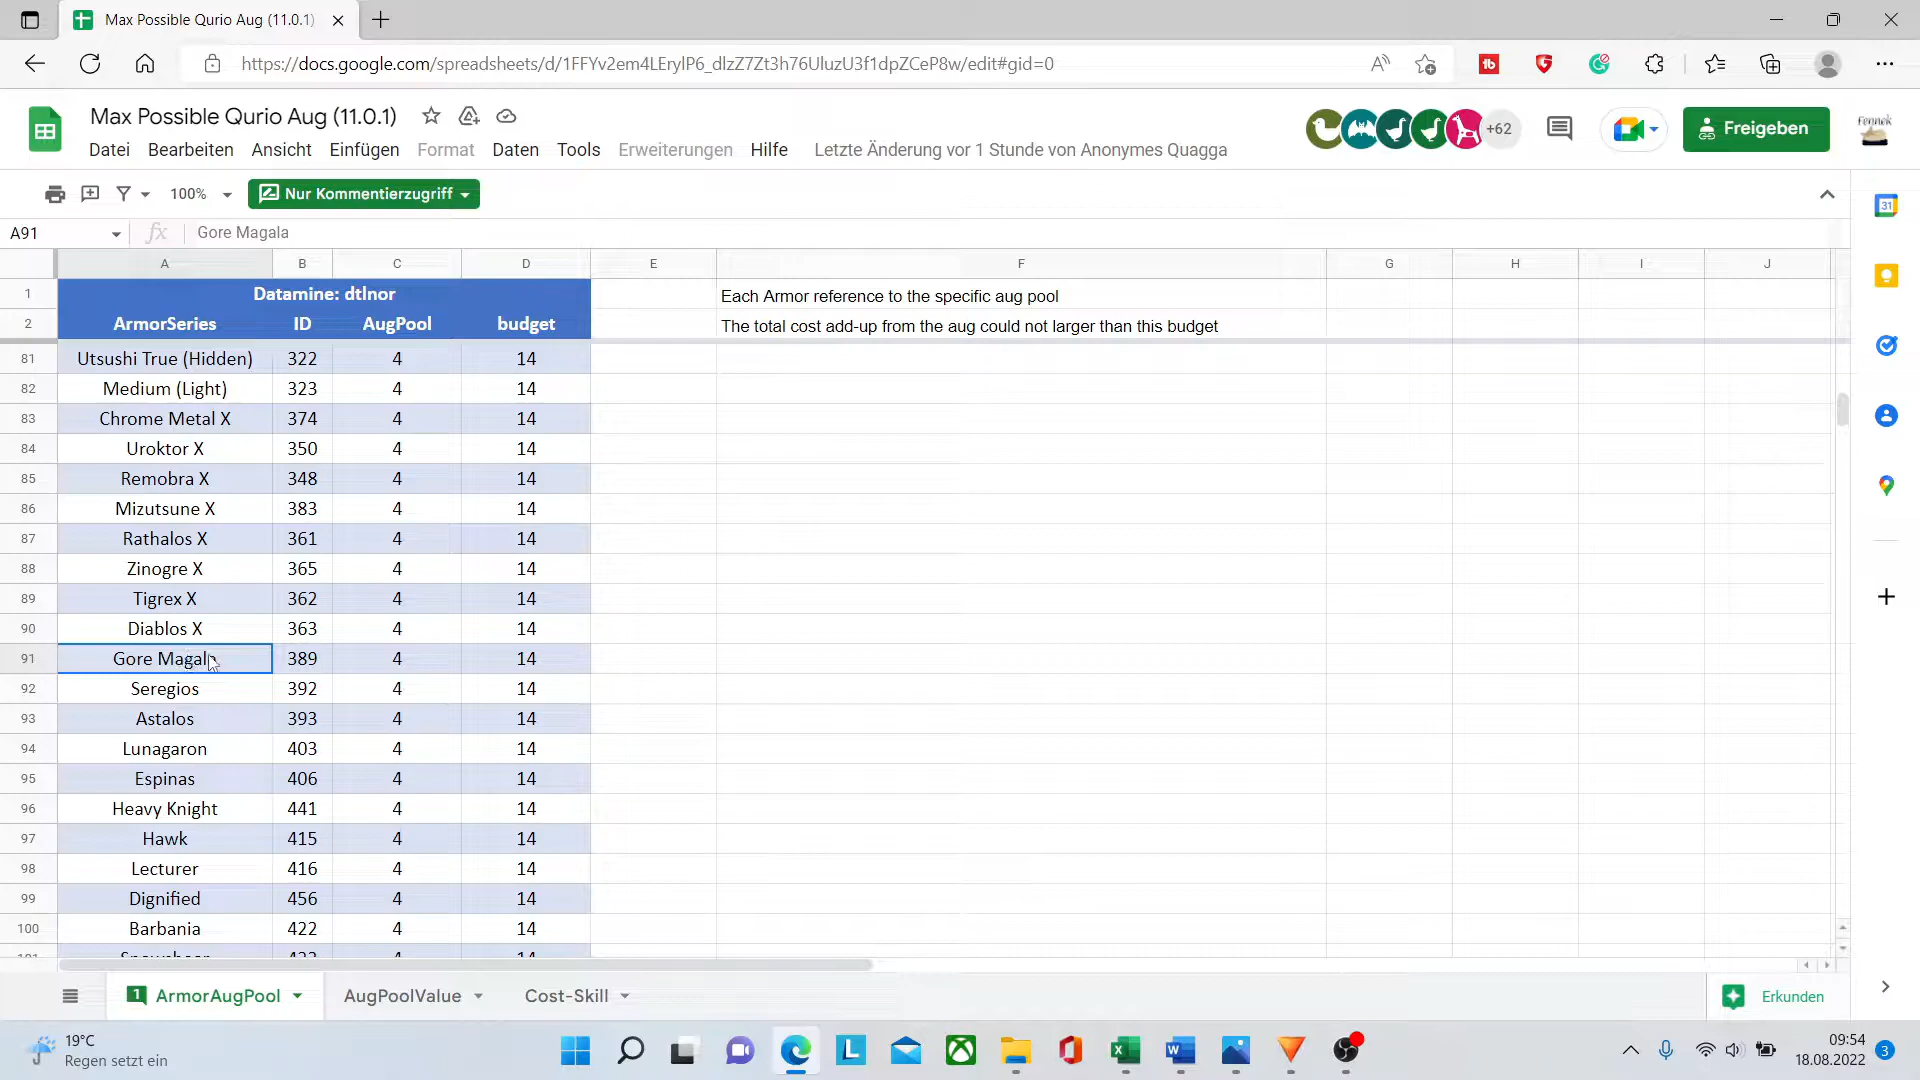 Max Possible Qurio Aug (11.0.1)
https://docs.google.com/spreadsheets/d/1FFYv2em4LErylP6_dlzZ7Zt3h76UluzU3f1dpZCeP8w/edit#gid=0
Max Possible Qurio Aug (11.0.1)
+62
Freigeben
Fennek
Datei Bearbeiten Ansicht Einfügen Format Daten Tools Erweiterungen Hilfe Letzte Änderung vor 1 Stunde von Anonymes Quagga
100% Nur Kommentierzugriff
A91 fx Gore Magala
A B C D E F G H I J
1 Datamine: dtlnor Each Armor reference to the specific aug pool
2 ArmorSeries ID AugPool budget The total cost add-up from the aug could not larger than this budget
81 Utsushi True (Hidden) 322 4 14
82 Medium (Light) 323 4 14
83 Chrome Metal X 374 4 14
84 Uroktor X 350 4 14
85 Remobra X 348 4 14
86 Mizutsune X 383 4 14
87 Rathalos X 361 4 14
88 Zinogre X 365 4 14
89 Tigrex X 362 4 14
90 Diablos X 363 4 14
91 Gore Magala 389 4 14
92 Seregios 392 4 14
93 Astalos 393 4 14
94 Lunagaron 403 4 14
95 Espinas 406 4 14
96 Heavy Knight 441 4 14
97 Hawk 415 4 14
98 Lecturer 416 4 14
99 Dignified 456 4 14
100 Barbania 422 4 14
1 ArmorAugPool AugPoolValue Cost-Skill Erkunden
19°C
Regen setzt ein
09:54
18.08.2022
3